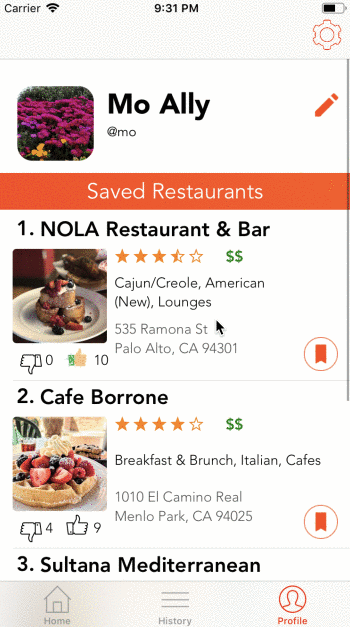 Carrier 9:31 PM
Mo Ally
@mo
Saved Restaurants
1. NOLA Restaurant & Bar
$$
Cajun/Creole, American
(New), Lounges
535 Ramona St
Palo Alto, CA 94301
0 10
2. Cafe Borrone
$$
Breakfast & Brunch, Italian, Cafes
1010 El Camino Real
Menlo Park, CA 94025
4 9
3. Sultana Mediterranean
Home History Profile